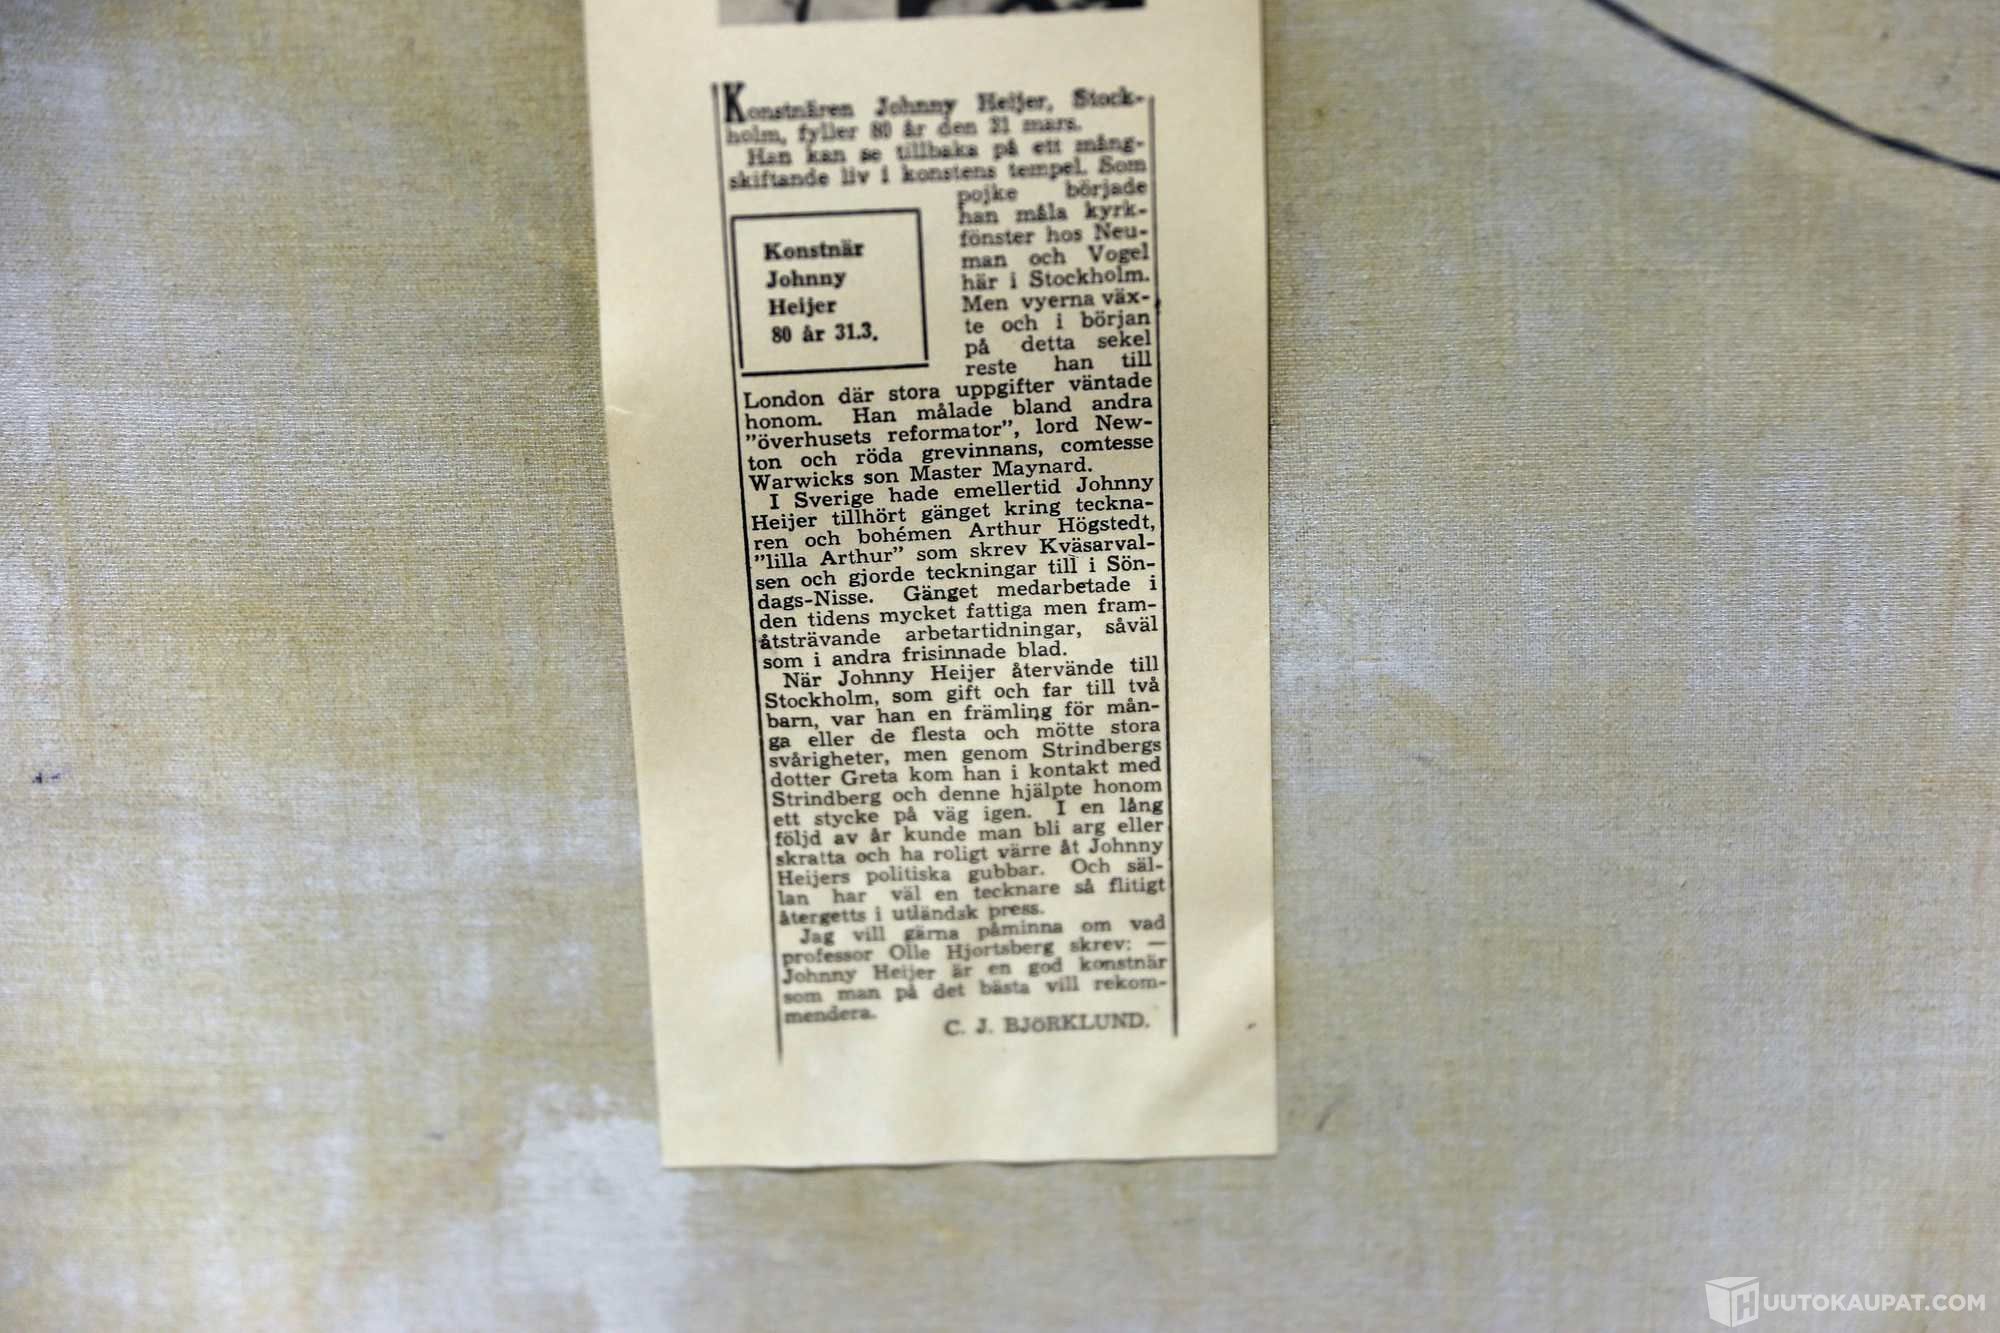 Konstnären Johnny Heijer, Stock-
holm, fyller 80 år den 31 mars.
Han kan se tillbaka på ett mång-
skiftande liv i konstens tempel. Som
pojke började
han måla kyrk-
fönster hos Neu-
man och Vogel
här i Stockholm.
Men vyerna väx-
te och i början
på detta sekel
reste han till
Konstnär
Johnny
Heijer
80 år 31.3.
London där stora uppgifter väntade
honom. Han målade bland andra
"överhusets reformator", lord New-
ton och röda grevinnans, comtesse
Warwicks son Master Maynard.
I Sverige hade emellertid Johnny
Heijer tillhört gänget kring teckna-
ren och bohémen Arthur Högstedt,
"lilla Arthur" som skrev Kväsarval-
sen och gjorde teckningar till i Sön-
dags-Nisse. Gänget medarbetade i
den tidens mycket fattiga men fram-
åtsträvande arbetartidningar, såväl
som i andra frisinnade blad.
När Johnny Heijer återvände till
Stockholm, som gift och far till två
barn, var han en främling för mån-
ga eller de flesta och mötte stora
svårigheter, men genom Strindbergs
dotter Greta kom han i kontakt med
Strindberg och denne hjälpte honom
ett stycke på väg igen. I en lång
följd av år kunde man bli arg eller
skratta och ha roligt värre åt Johnny
Heijers politiska gubbar. Och säl-
lan har väl en tecknare så flitigt
återgetts i utländsk press.
Jag vill gärna påminna om vad
professor Olle Hjortsberg skrev: —
Johnny Heijer är en god konstnär
som man på det bästa vill rekom-
mendera.
C. J. BJÖRKLUND.
HUUTOKAUPAT.COM